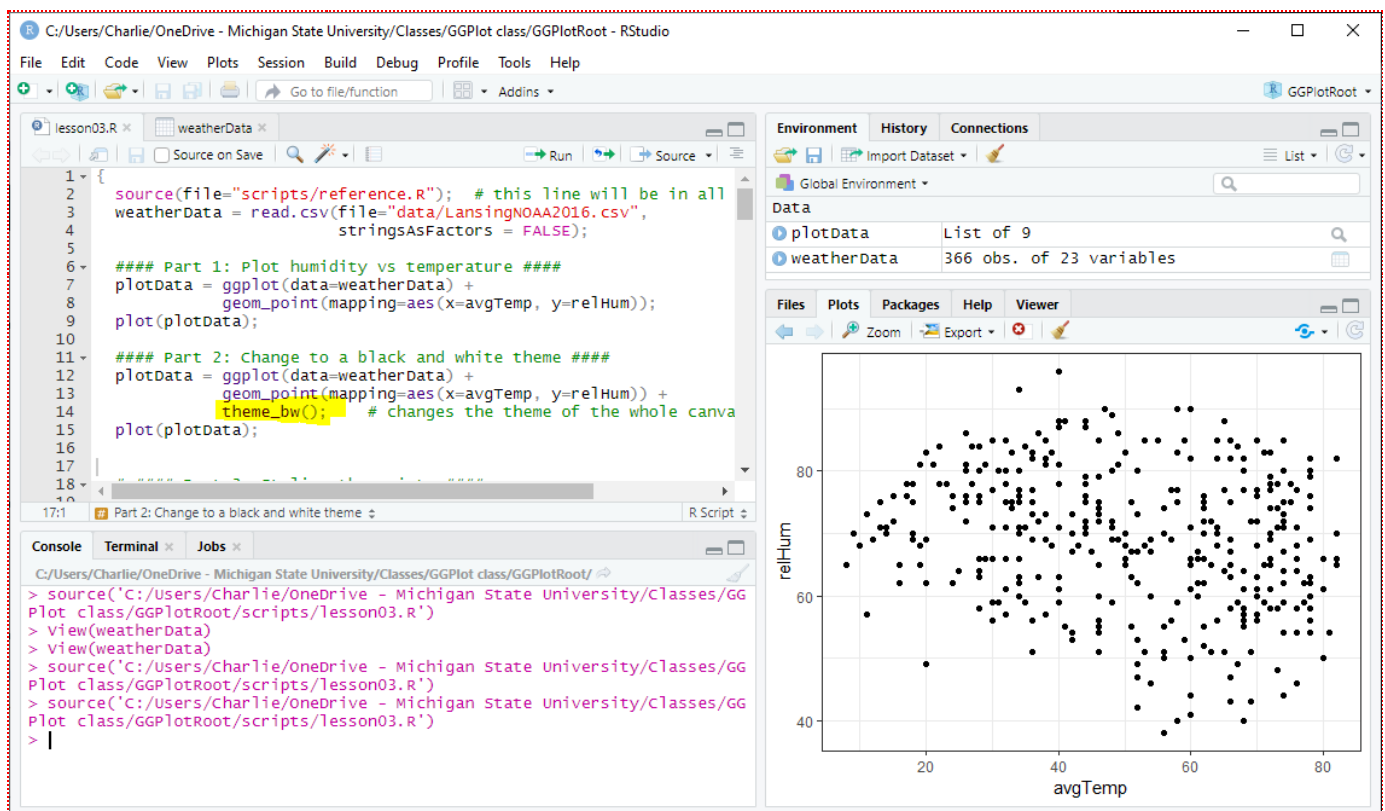 C:/Users/Charlie/OneDrive - Michigan State University/Classes/GGPlot class/GGPlotRoot - RStudio
File Edit Code View Plots Session Build Debug Profile Tools Help
Go to file/function Addins GGPlotRoot
lesson03.R weatherData
Source on Save Run Source
1 {
2 source(file="scripts/reference.R");  # this line will be in all
3 weatherData = read.csv(file="data/LansingNOAA2016.csv",
4 stringsAsFactors = FALSE);
5
6 #### Part 1: Plot humidity vs temperature ####
7 plotData = ggplot(data=weatherData) +
8 geom_point(mapping=aes(x=avgTemp, y=relHum));
9 plot(plotData);
10
11 #### Part 2: Change to a black and white theme ####
12 plotData = ggplot(data=weatherData) +
13 geom_point(mapping=aes(x=avgTemp, y=relHum)) +
14 theme_bw();    # changes the theme of the whole canva
15 plot(plotData);
16
17
18
17:1 # Part 2: Change to a black and white theme R Script
Console Terminal Jobs
C:/Users/Charlie/OneDrive - Michigan State University/Classes/GGPlot class/GGPlotRoot/
> source('C:/Users/Charlie/OneDrive - Michigan State University/Classes/GG
Plot class/GGPlotRoot/scripts/lesson03.R')
> View(weatherData)
> View(weatherData)
> source('C:/Users/Charlie/OneDrive - Michigan State University/Classes/GG
Plot class/GGPlotRoot/scripts/lesson03.R')
> source('C:/Users/Charlie/OneDrive - Michigan State University/Classes/GG
Plot class/GGPlotRoot/scripts/lesson03.R')
>
Environment History Connections
Import Dataset List
Global Environment
Data
plotData List of 9
weatherData 366 obs. of 23 variables
Files Plots Packages Help Viewer
Zoom Export
80
60
40
relHum
20 40 60 80
avgTemp